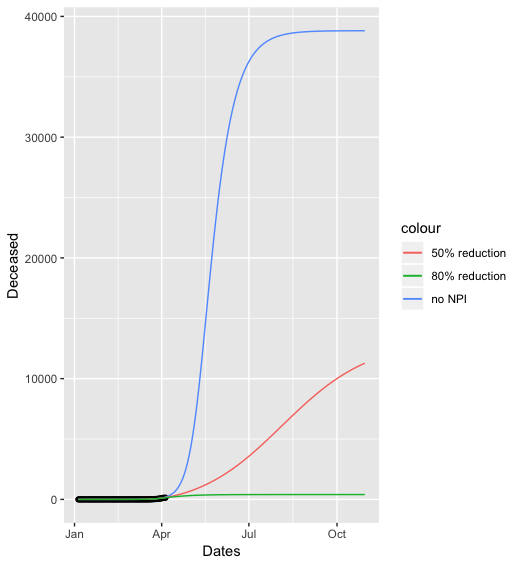 40000
30000
20000
10000
0
Deceased
Jan
Apr
Jul
Oct
Dates
colour
50% reduction
80% reduction
no NPI